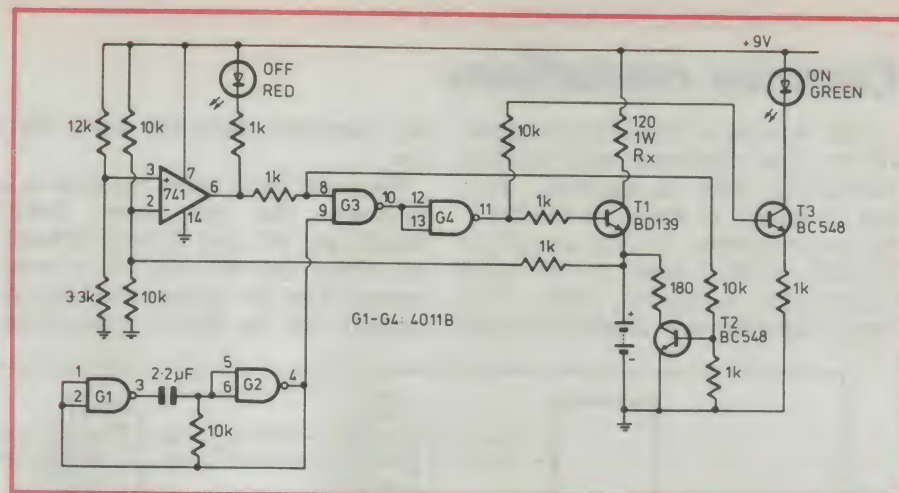 +9V
OFF
RED
ON
GREEN
12k
10k
1k
10k
120
1W
Rx
3
+
741
7
6
2
-
14
1k
8
9
G3
10
12
13
G4
11
1k
T1
BD139
T3
BC548
1k
3·3k
10k
180
10k
1k
T2
BC548
G1-G4: 4011B
+
-
1k
1
2
G1
3
2·2µF
5
6
G2
4
10k